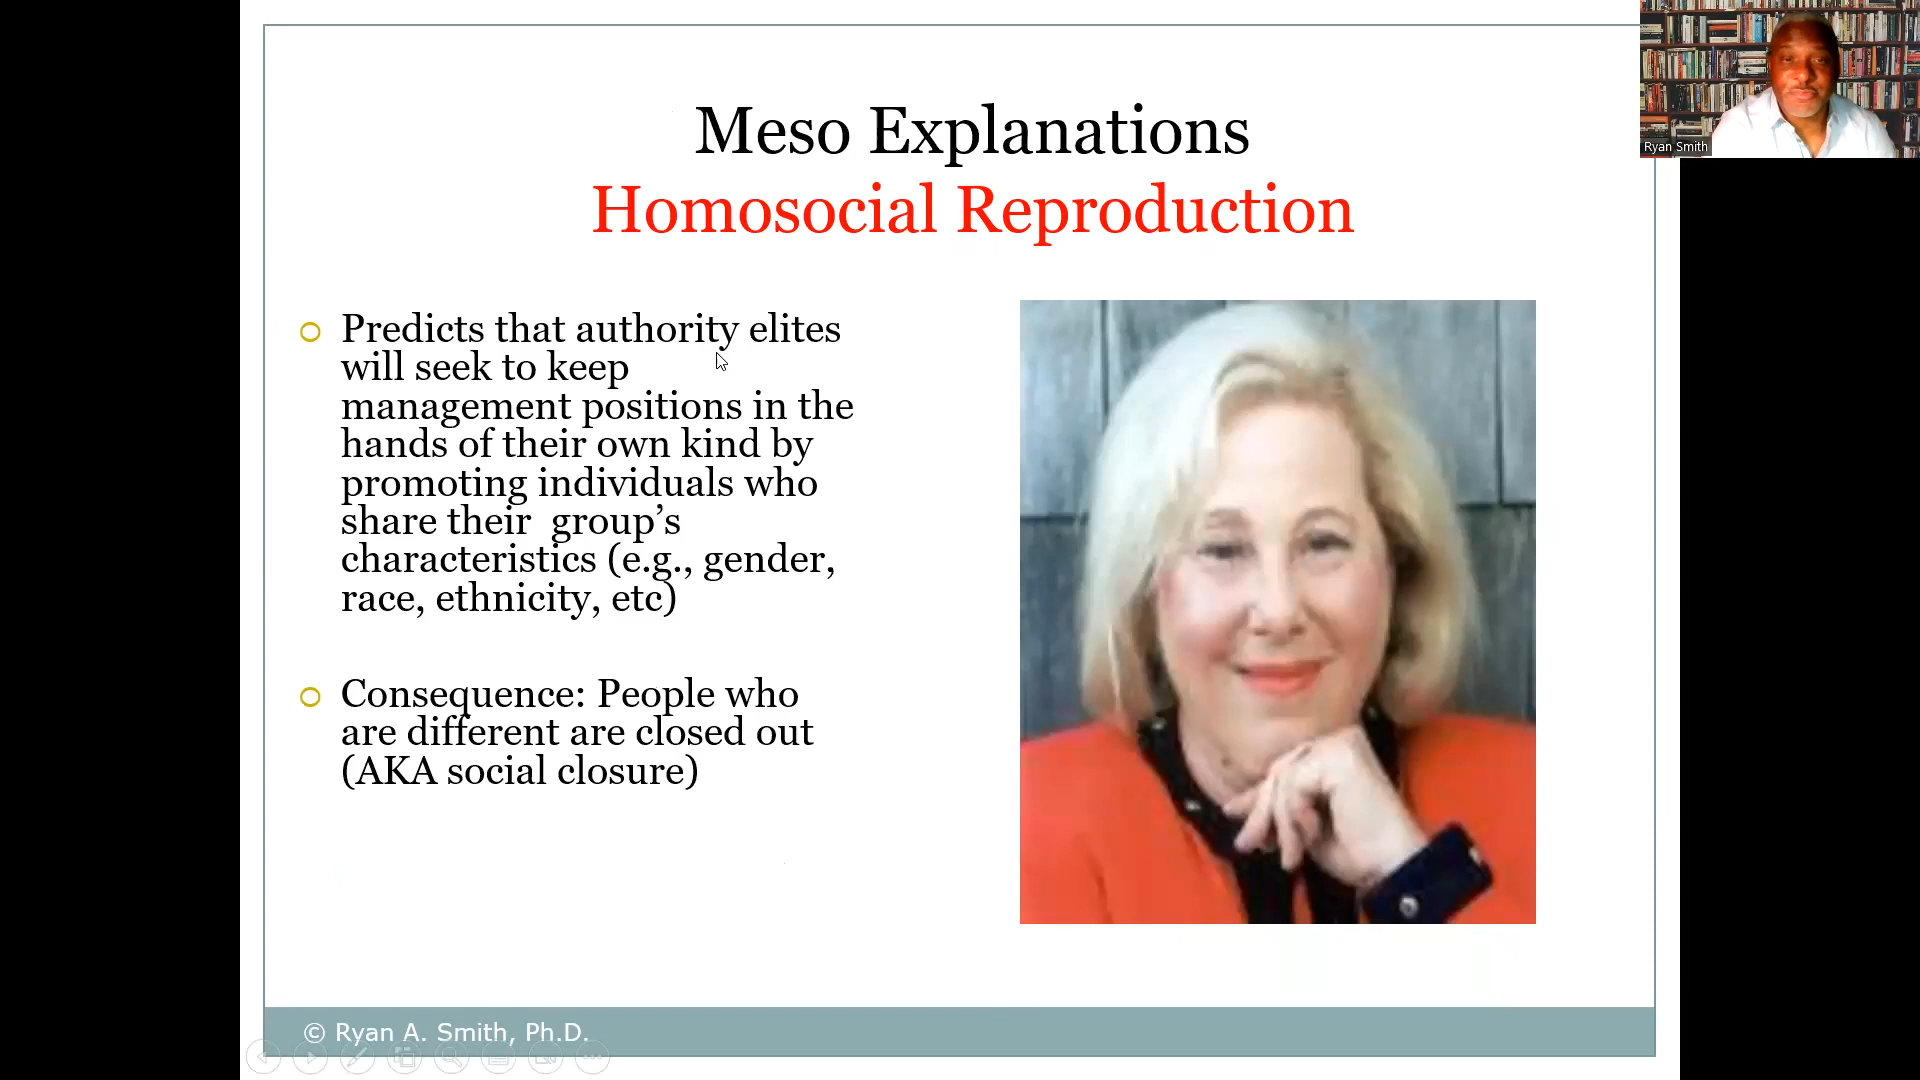 Meso Explanations
Homosocial Reproduction
Predicts that authority elites
will seek to keep
management positions in the
hands of their own kind by
promoting individuals who
share their  group’s
characteristics (e.g., gender,
race, ethnicity, etc)
Consequence: People who
are different are closed out
(AKA social closure)
© Ryan A. Smith, Ph.D.
Ryan Smith